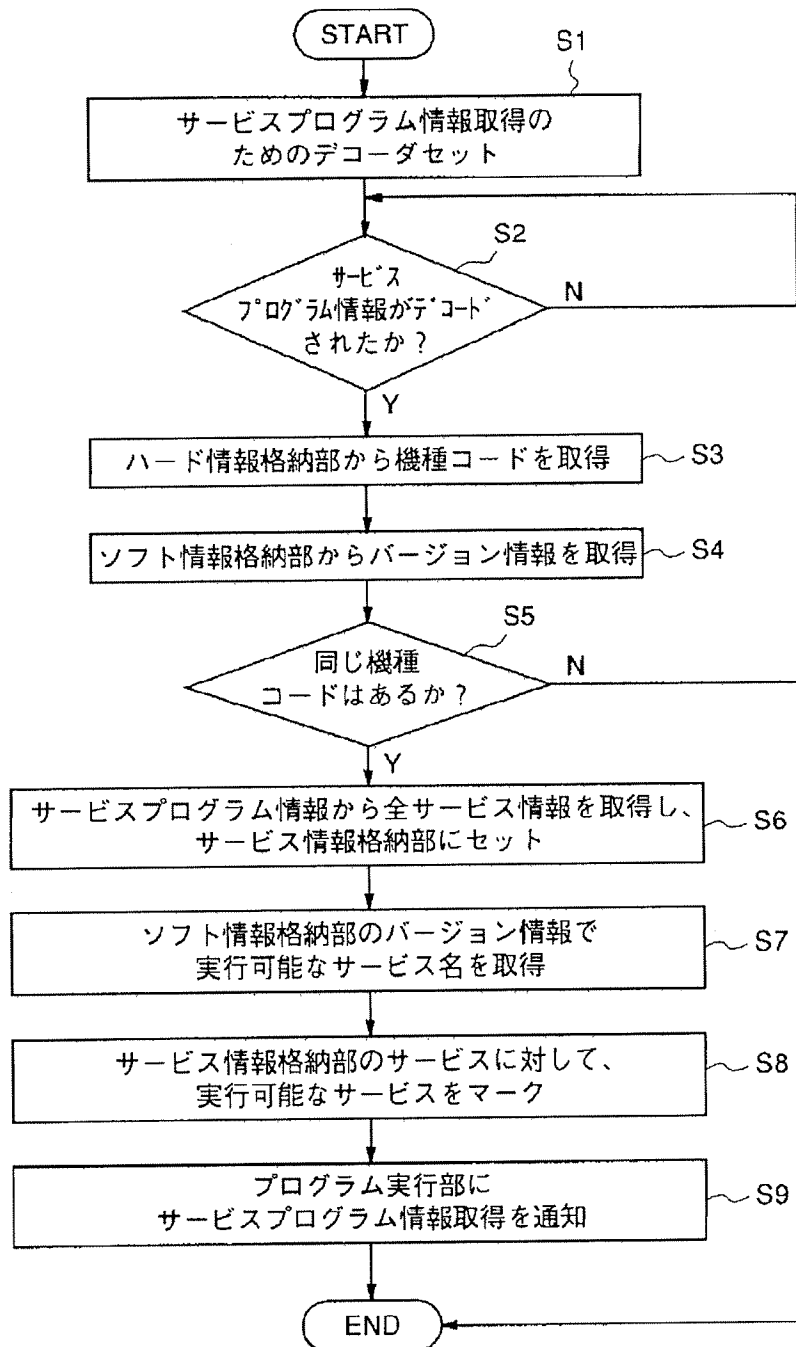 START
S1
サービスプログラム情報取得の
ためのデコーダセット
S2
ｻｰﾋﾞｽ
ﾌﾟﾛｸﾞﾗﾑ情報がﾃﾞｺｰﾄﾞ
されたか？
N
Y
ハード情報格納部から機種コードを取得
S3
ソフト情報格納部からバージョン情報を取得
S4
S5
同じ機種
コードはあるか？
N
Y
サービスプログラム情報から全サービス情報を取得し、
サービス情報格納部にセット
S6
ソフト情報格納部のバージョン情報で
実行可能なサービス名を取得
S7
サービス情報格納部のサービスに対して、
実行可能なサービスをマーク
S8
プログラム実行部に
サービスプログラム情報取得を通知
S9
END